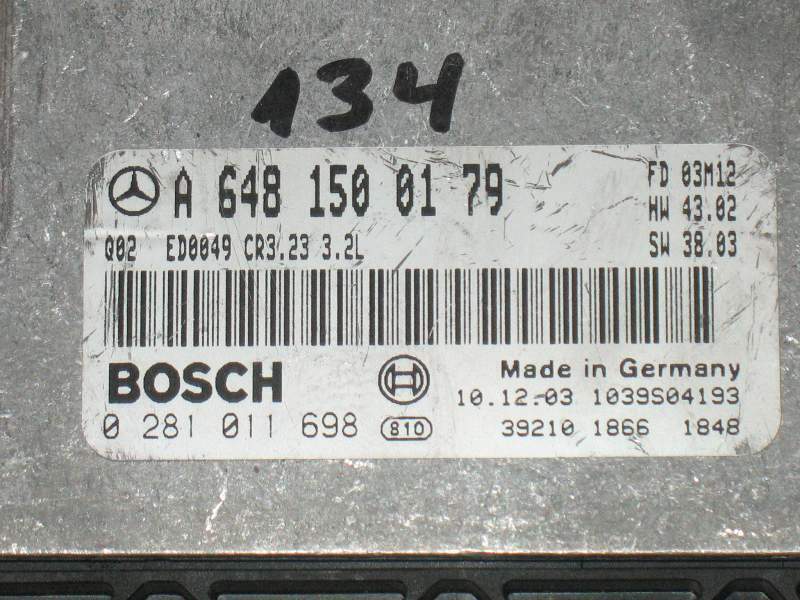 134
A 648 150 01 79
FD 03M12
HW 43.02
SW 38.03
Q02 ED0049 CR3.23 3.2L
BOSCH
Made in Germany
10.12.03 1039S04193
0 281 011 698 810
39210 1866 1848